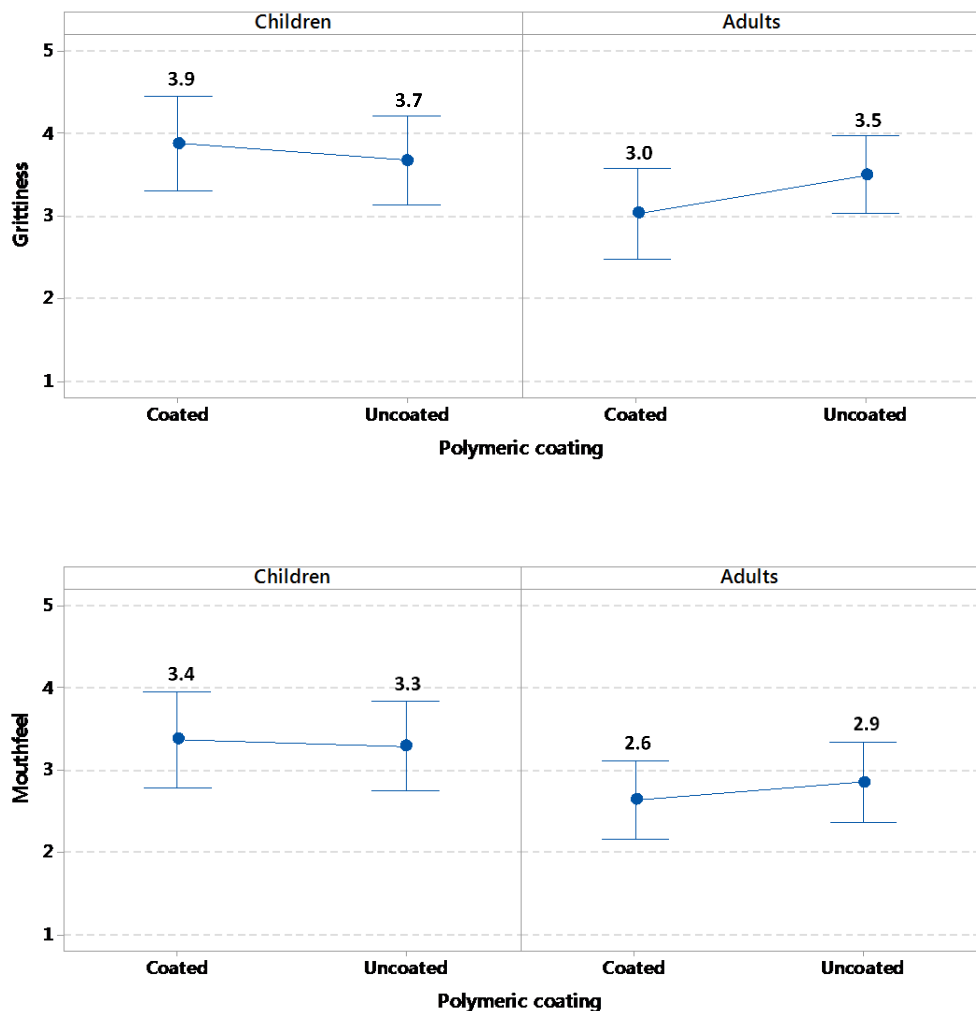 Children Adults
5
3.9
3.7
3.5
4
3.0
3
2
1
Grittiness
Coated Uncoated Coated Uncoated
Polymeric coating
Children Adults
5
3.4
3.3
4
2.9
2.6
3
2
1
Mouthfeel
Coated Uncoated Coated Uncoated
Polymeric coating